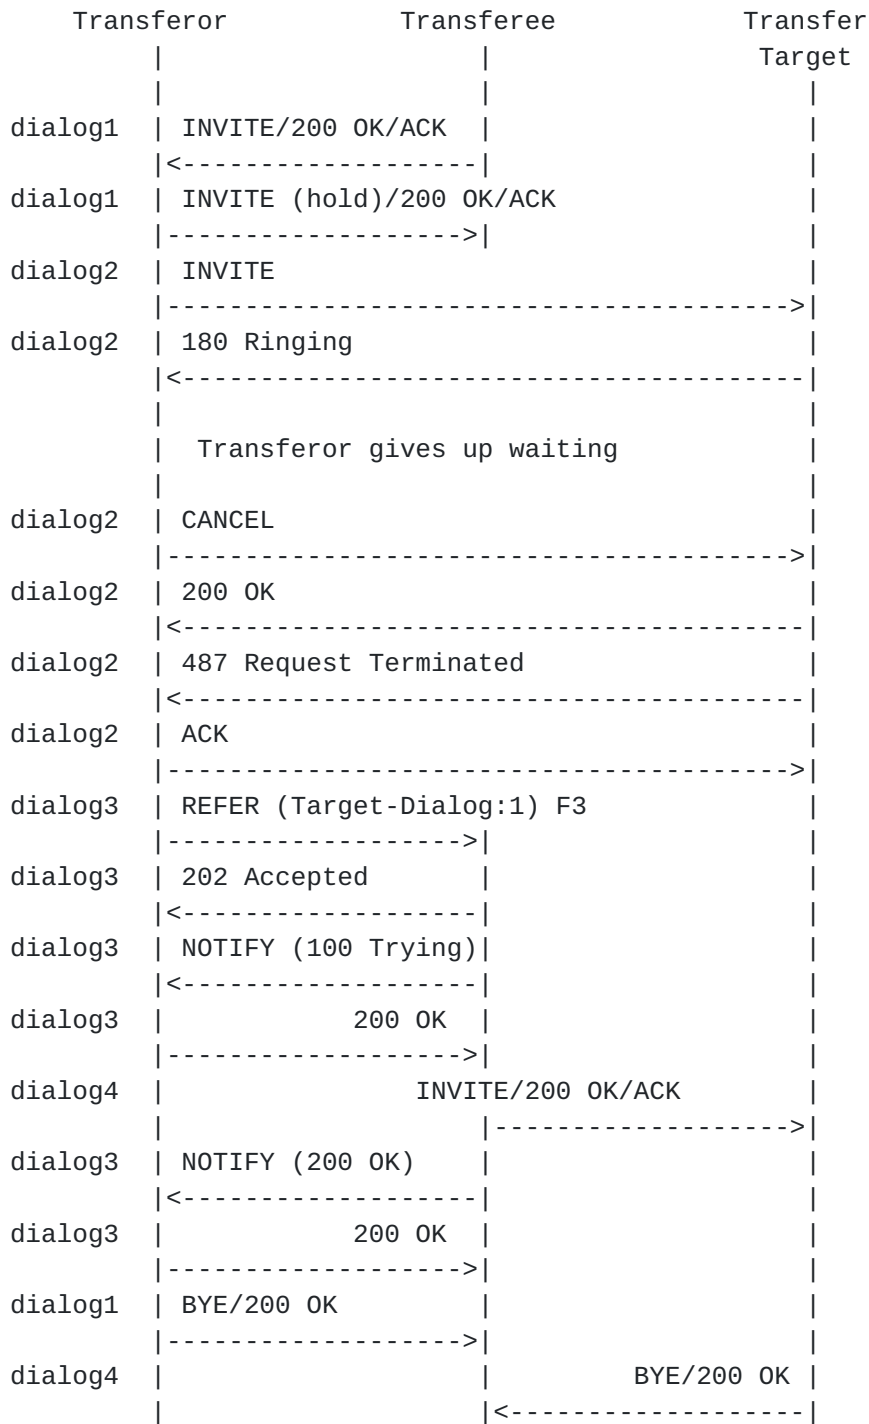 Transferor           Transferee            Transfer
         |                    |                 Target
         |                    |                    |
dialog1  | INVITE/200 OK/ACK  |                    |
         |<-------------------|                    |
dialog1  | INVITE (hold)/200 OK/ACK                |
         |------------------->|                    |
dialog2  | INVITE                                  |
         |---------------------------------------->|
dialog2  | 180 Ringing                             |
         |<----------------------------------------|
         |                                         |
         |  Transferor gives up waiting            |
         |                                         |
dialog2  | CANCEL                                  |
         |---------------------------------------->|
dialog2  | 200 OK                                  |
         |<----------------------------------------|
dialog2  | 487 Request Terminated                  |
         |<----------------------------------------|
dialog2  | ACK                                     |
         |---------------------------------------->|
dialog3  | REFER (Target-Dialog:1) F3              |
         |------------------->|                    |
dialog3  | 202 Accepted       |                    |
         |<-------------------|                    |
dialog3  | NOTIFY (100 Trying)|                    |
         |<-------------------|                    |
dialog3  |            200 OK  |                    |
         |------------------->|                    |
dialog4  |                INVITE/200 OK/ACK        |
         |                    |------------------->|
dialog3  | NOTIFY (200 OK)    |                    |
         |<-------------------|                    |
dialog3  |            200 OK  |                    |
         |------------------->|                    |
dialog1  | BYE/200 OK         |                    |
         |------------------->|                    |
dialog4  |                    |         BYE/200 OK |
         |                    |<-------------------|